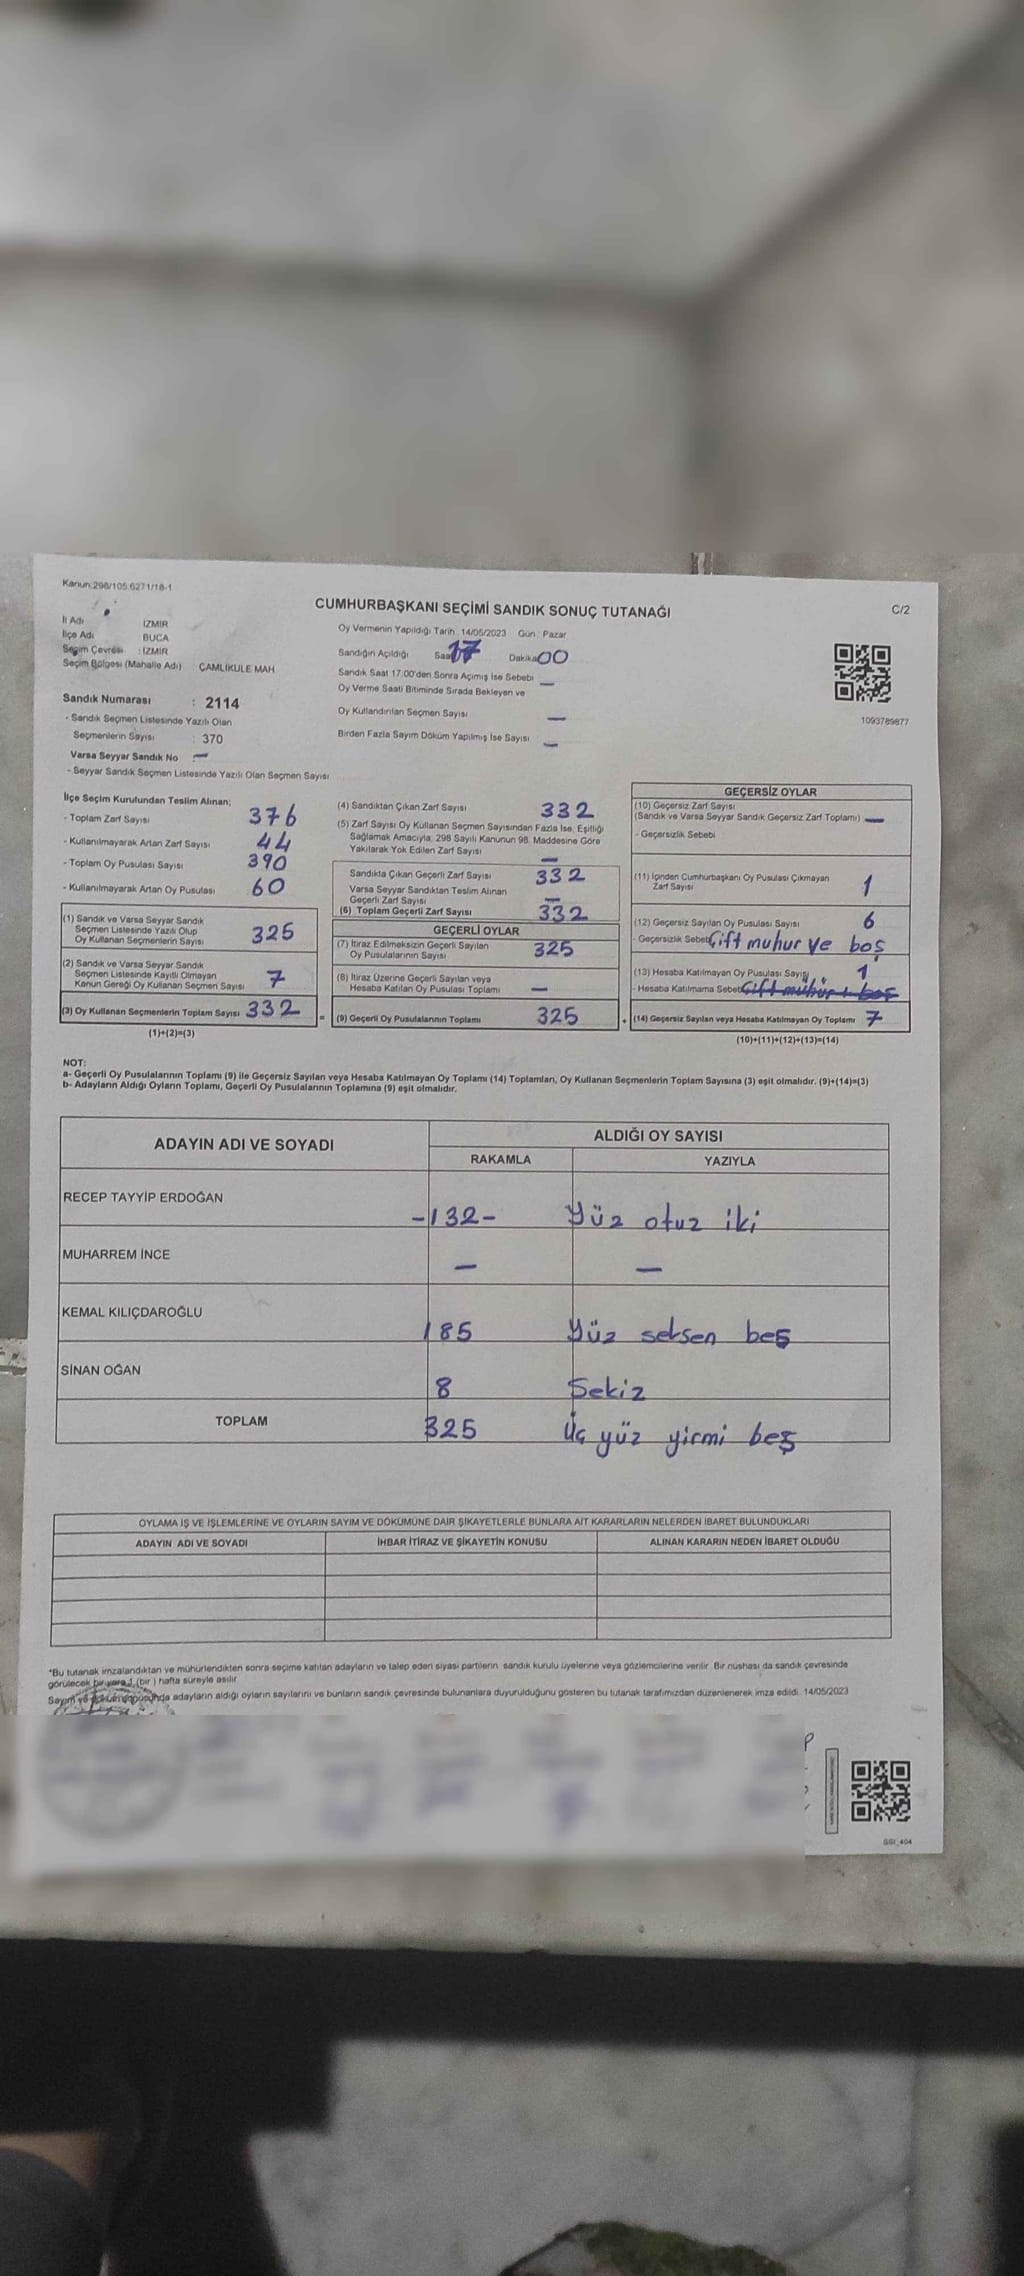 Kanun:298/105.6271/18-1
CUMHURBAŞKANI SEÇİMİ SANDIK SONUÇ TUTANAĞI
C/2
İl Adı İZMİR
İlçe Adı BUCA
Seçim Çevresi : İZMİR
Seçim Bölgesi (Mahalle Adı) ÇAMLIKULE MAH.
Sandık Numarası : 2114
- Sandık Seçmen Listesinde Yazılı Olan
Seçmenlerin Sayısı : 370
Varsa Seyyar Sandık No —
- Seyyar Sandık Seçmen Listesinde Yazılı Olan Seçmen Sayısı
Oy Vermenin Yapıldığı Tarih 14/05/2023 Gün : Pazar
Sandığın Açıldığı Saat 17 Dakika 00
Sandık Saat 17:00'den Sonra Açılmış İse Sebebi —
Oy Verme Saati Bitiminde Sırada Bekleyen ve
Oy Kullandırılan Seçmen Sayısı —
Birden Fazla Sayım Döküm Yapılmış İse Sayısı —
1093789877
İlçe Seçim Kurulundan Teslim Alınan;
- Toplam Zarf Sayısı 376
- Kullanılmayarak Artan Zarf Sayısı 44
- Toplam Oy Pusulası Sayısı 390
- Kullanılmayarak Artan Oy Pusulası 60
(1) Sandık ve Varsa Seyyar Sandık
Seçmen Listesinde Yazılı Olup
Oy Kullanan Seçmenlerin Sayısı 325
(2) Sandık ve Varsa Seyyar Sandık
Seçmen Listesinde Kayıtlı Olmayan
Kanun Gereği Oy Kullanan Seçmen Sayısı 7
(3) Oy Kullanan Seçmenlerin Toplam Sayısı 332
(1)+(2)=(3)
(4) Sandıktan Çıkan Zarf Sayısı 332
(5) Zarf Sayısı Oy Kullanan Seçmen Sayısından Fazla İse, Eşitliği
Sağlamak Amacıyla, 298 Sayılı Kanunun 98. Maddesine Göre
Yakılarak Yok Edilen Zarf Sayısı —
Sandıkta Çıkan Geçerli Zarf Sayısı 332
Varsa Seyyar Sandıktan Teslim Alınan
Geçerli Zarf Sayısı —
(6) Toplam Geçerli Zarf Sayısı 332
GEÇERLİ OYLAR
(7) İtiraz Edilmeksizin Geçerli Sayılan
Oy Pusulalarının Sayısı 325
(8) İtiraz Üzerine Geçerli Sayılan veya
Hesaba Katılan Oy Pusulası Toplamı —
= (9) Geçerli Oy Pusulalarının Toplamı 325
GEÇERSİZ OYLAR
(10) Geçersiz Zarf Sayısı
(Sandık ve Varsa Seyyar Sandık Geçersiz Zarf Toplamı) —
- Geçersizlik Sebebi
(11) İçinden Cumhurbaşkanı Oy Pusulası Çıkmayan
Zarf Sayısı 1
(12) Geçersiz Sayılan Oy Pusulası Sayısı 6
- Geçersizlik Sebebi Çift muhur ve boş
(13) Hesaba Katılmayan Oy Pusulası Sayısı 1
- Hesaba Katılmama Sebebi
+ (14) Geçersiz Sayılan veya Hesaba Katılmayan Oy Toplamı 7
(10)+(11)+(12)+(13)=(14)
NOT:
a- Geçerli Oy Pusulalarının Toplamı (9) ile Geçersiz Sayılan veya Hesaba Katılmayan Oy Toplamı (14) Toplamları, Oy Kullanan Seçmenlerin Toplam Sayısına (3) eşit olmalıdır. (9)+(14)=(3)
b- Adayların Aldığı Oyların Toplamı, Geçerli Oy Pusulalarının Toplamına (9) eşit olmalıdır.
ADAYIN ADI VE SOYADI ALDIĞI OY SAYISI
RAKAMLA YAZIYLA
RECEP TAYYİP ERDOĞAN -132- Yüz otuz iki
MUHARREM İNCE — —
KEMAL KILIÇDAROĞLU 185 Yüz seksen beş
SİNAN OĞAN 8 Sekiz
TOPLAM 325 Üç yüz yirmi beş
OYLAMA İŞ VE İŞLEMLERİNE VE OYLARIN SAYIM VE DÖKÜMÜNE DAİR ŞİKAYETLERLE BUNLARA AİT KARARLARIN NELERDEN İBARET BULUNDUKLARI
ADAYIN ADI VE SOYADI İHBAR İTİRAZ VE ŞİKAYETİN KONUSU ALINAN KARARIN NEDEN İBARET OLDUĞU
*Bu tutanak imzalandıktan ve mühürlendikten sonra seçime katılan adayların ve talep eden siyasi partilerin sandık kurulu üyelerine veya gözlemcilerine verilir. Bir nüshası da sandık çevresinde
görülecek bir yere 1 (bir) hafta süreyle asılır.
Sayım ve döküm sonucunda adayların aldığı oyların sayılarını ve bunların sandık çevresinde bulunanlara duyurulduğunu gösteren bu tutanak tarafımızdan düzenlenerek imza edildi. 14/05/2023
SSI_404